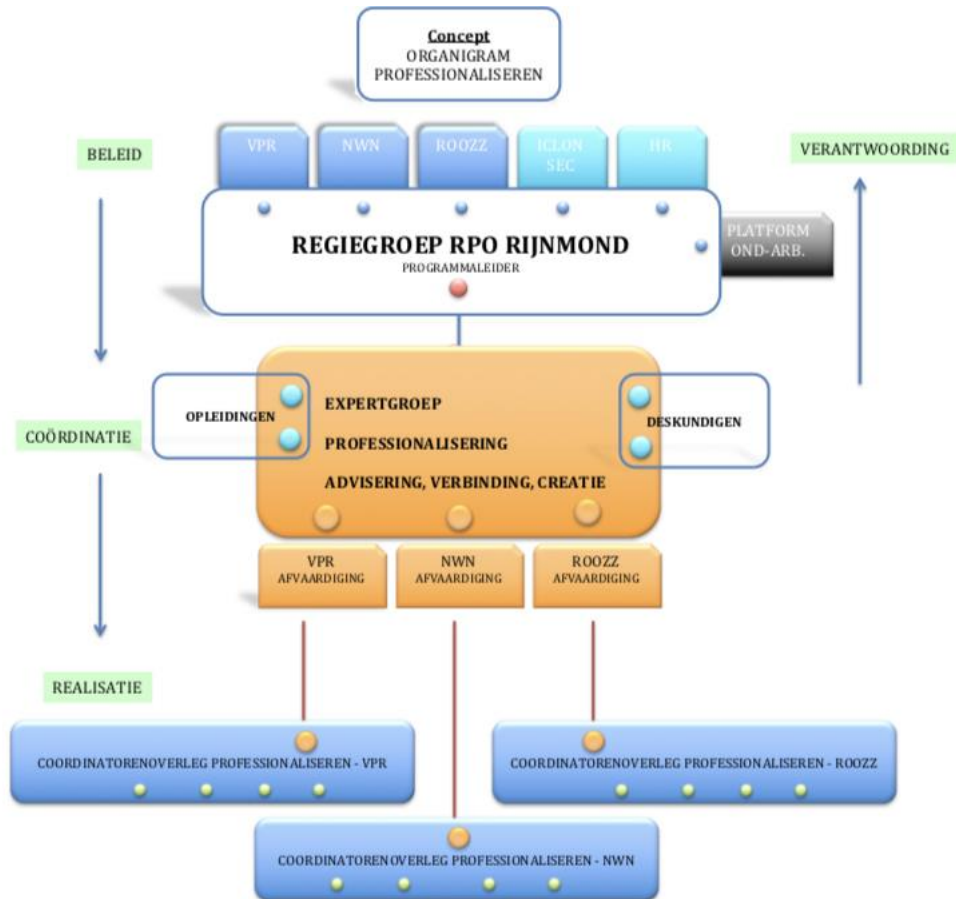 Concept
ORGANIGRAM
PROFESSIONALISEREN
BELEID
VPR
NWN
ROOZZ
ICLON
SEC
HR
VERANTWOORDING
REGIEGROEP RPO RIJNMOND
PROGRAMMALEIDER
PLATFORM
OND-ARB.
COÖRDINATIE
OPLEIDINGEN
EXPERTGROEP
PROFESSIONALISERING
ADVISERING, VERBINDING, CREATIE
DESKUNDIGEN
VPR
AFVAARDIGING
NWN
AFVAARDIGING
ROOZZ
AFVAARDIGING
REALISATIE
COORDINATORENOVERLEG PROFESSIONALISEREN - VPR
COORDINATORENOVERLEG PROFESSIONALISEREN - ROOZZ
COORDINATORENOVERLEG PROFESSIONALISEREN - NWN